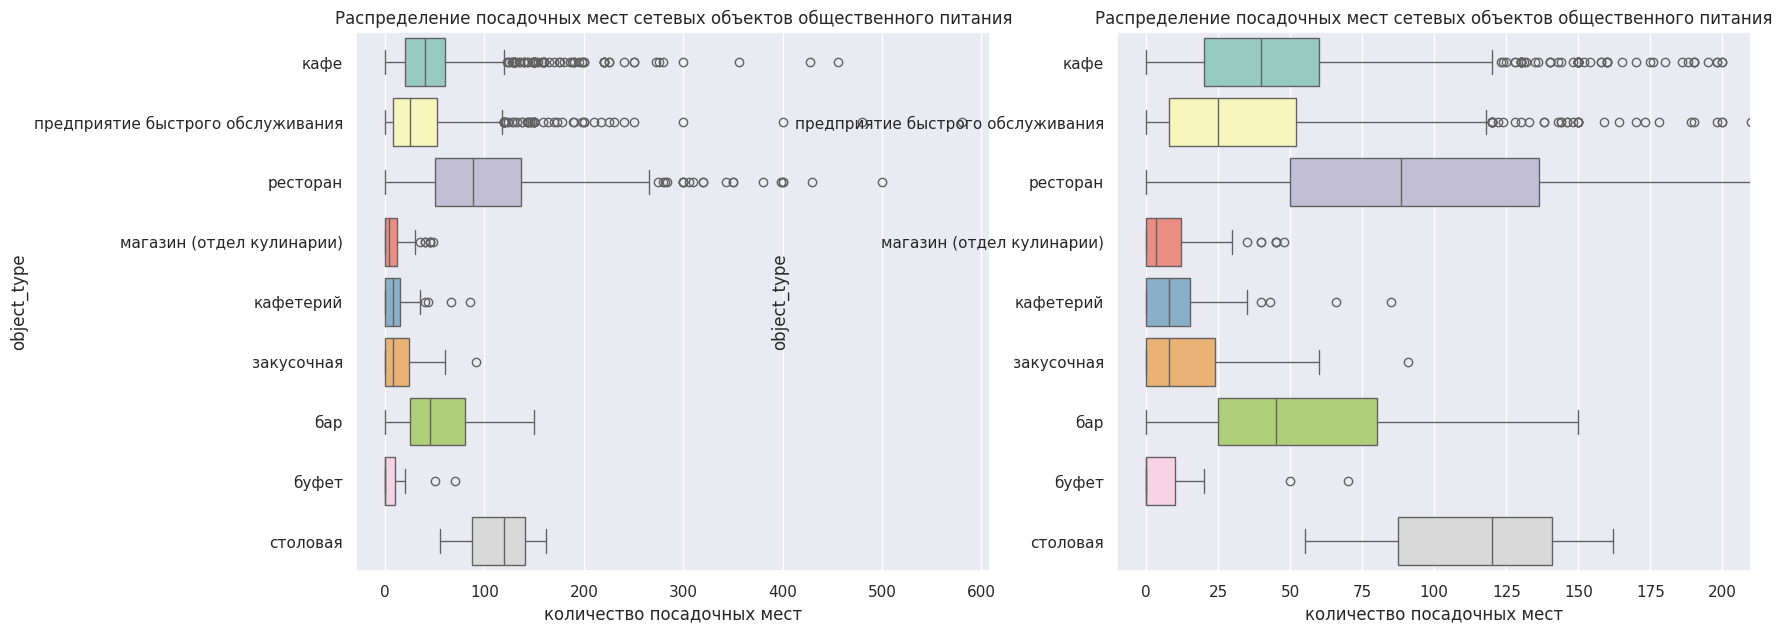 Распределение посадочных мест сетевых объектов общественного питания
кафе
предприятие быстрого обслуживания
ресторан
магазин (отдел кулинарии)
кафетерий
закусочная
бар
буфет
столовая
object_type
0 100 200 300 400 500 600
количество посадочных мест
Распределение посадочных мест сетевых объектов общественного питания
кафе
предприятие быстрого обслуживания
ресторан
магазин (отдел кулинарии)
кафетерий
закусочная
бар
буфет
столовая
object_type
0 25 50 75 100 125 150 175 200
количество посадочных мест